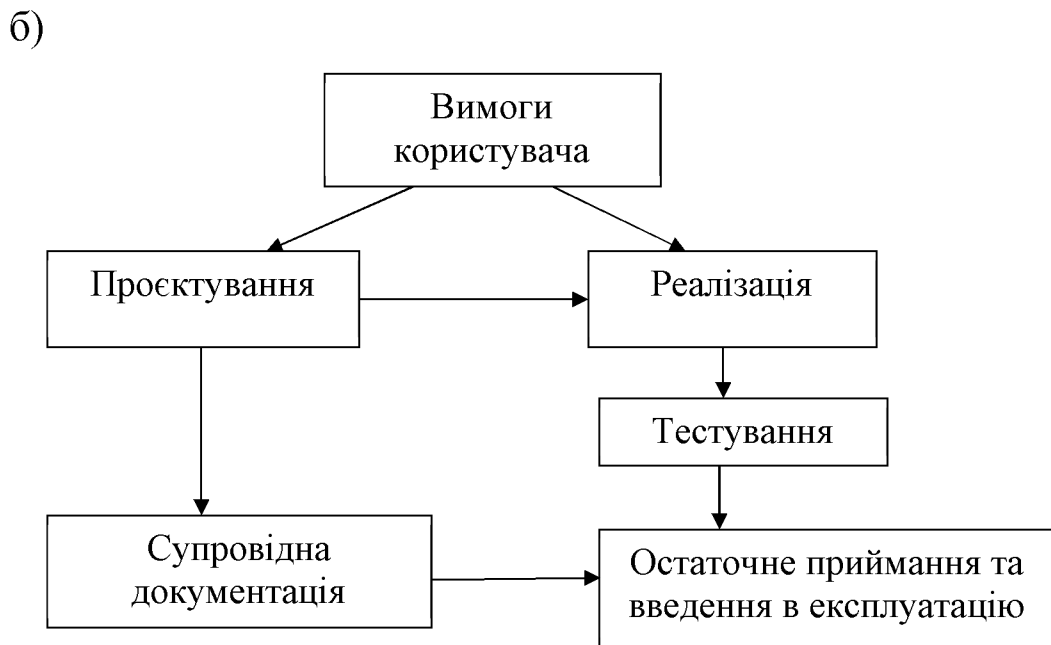 б)
Вимоги
користувача
Проєктування
Реалізація
Тестування
Супровідна
документація
Остаточне приймання та
введення в експлуатацію